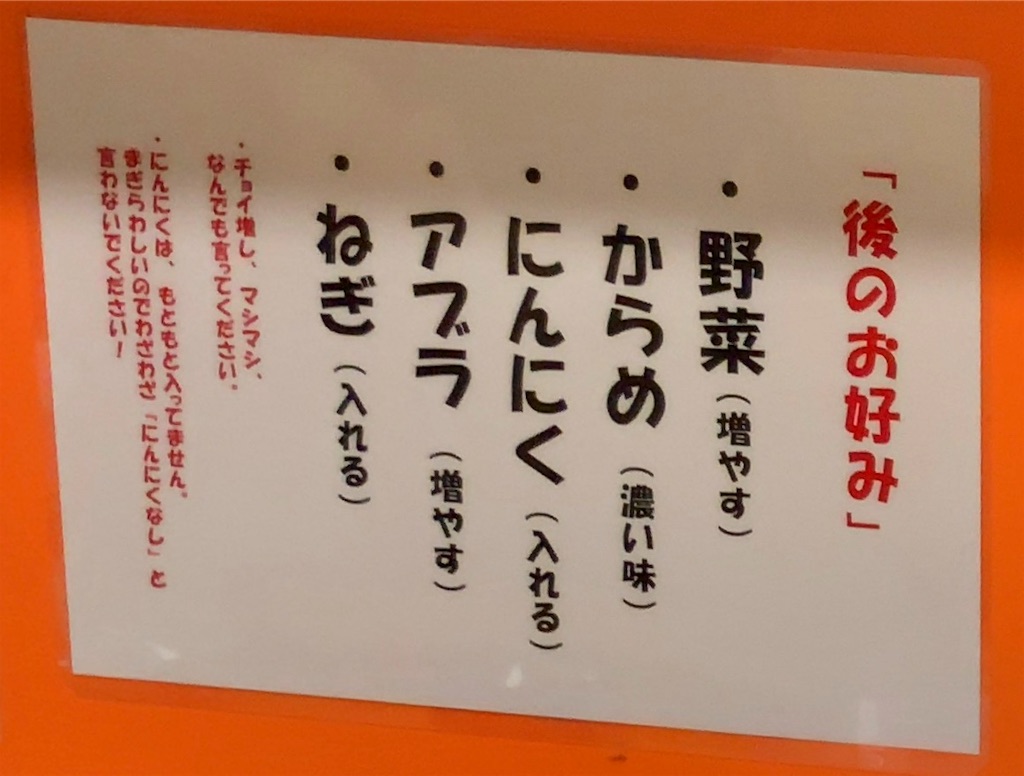 「後のお好み」
・野菜（増やす）
・からめ（濃い味）
・にんにく（入れる）
・アブラ（増やす）
・ねぎ（入れる）
・チョイ増し、マシマシ、
なんでも言ってください。
・にんにくは、もともと入ってません。
まぎらわしいのでわざわざ「にんにくなし」と
言わないでください！